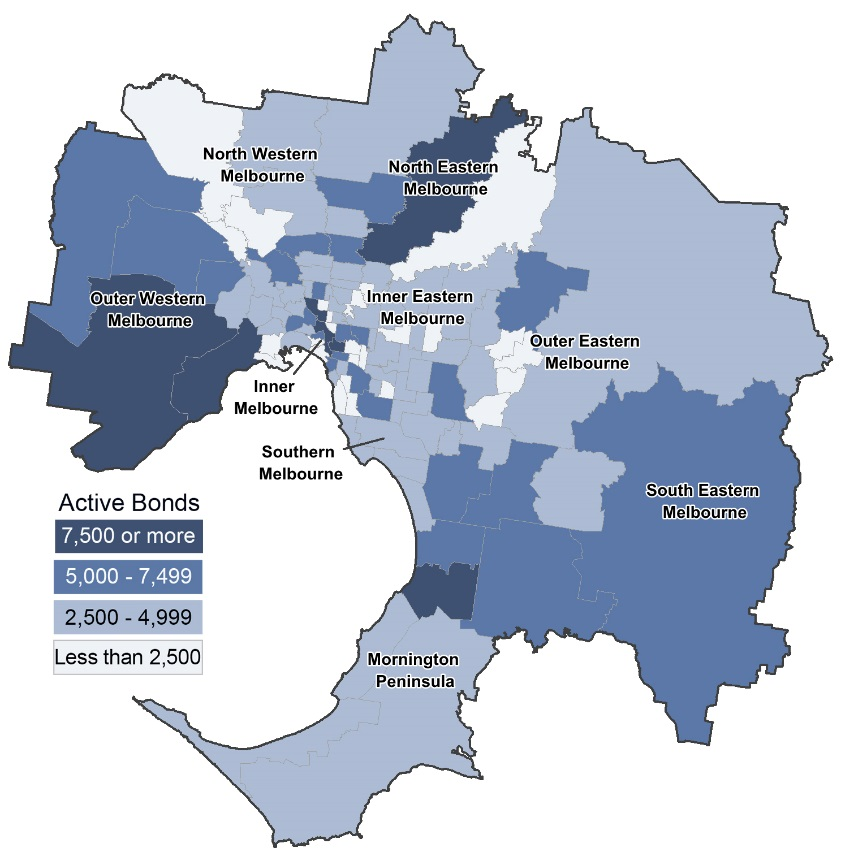 North Western
Melbourne
North Eastern
Melbourne
Outer Western
Melbourne
Inner Eastern
Melbourne
Outer Eastern
Melbourne
Inner
Melbourne
Southern
Melbourne
South Eastern
Melbourne
Active Bonds
7,500 or more
5,000 - 7,499
2,500 - 4,999
Less than 2,500
Mornington
Peninsula